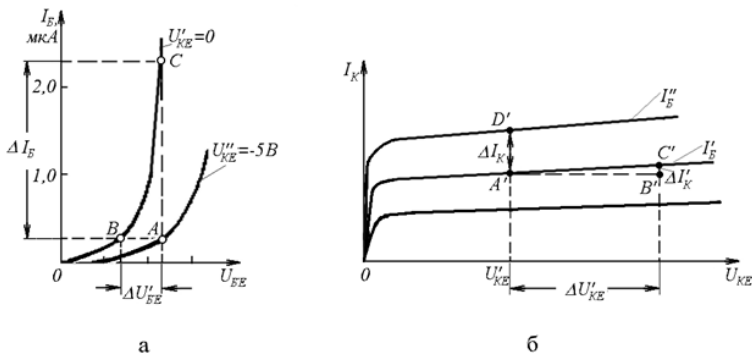 I_Б,
мкА
U'_КЕ=0
C
2,0
ΔI_Б
U''_КЕ=-5В
1,0
B
A
0
U_БЕ
ΔU'_БЕ
а
I_К
I''_Б
D'
ΔI_К
C'
I'_Б
A'
B'
ΔI'_К
0
U'_КЕ
ΔU'_КЕ
U_КЕ
б